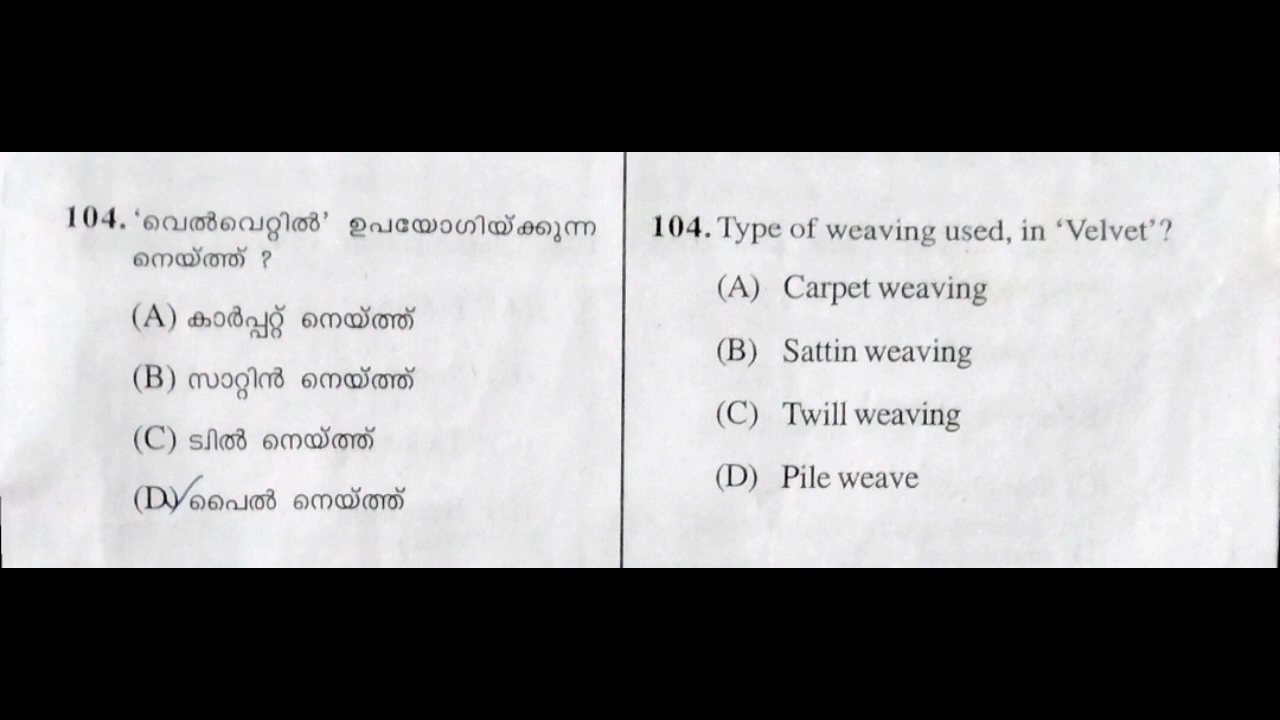 104. ‘വെൽവെറ്റിൽ’ ഉപയോഗിയ്ക്കുന്ന
നെയ്ത്ത് ?
(A) കാർപ്പറ്റ് നെയ്ത്ത്
(B) സാറ്റിൻ നെയ്ത്ത്
(C) ട്വിൽ നെയ്ത്ത്
(D) പൈൽ നെയ്ത്ത്
104. Type of weaving used, in ‘Velvet’?
(A) Carpet weaving
(B) Sattin weaving
(C) Twill weaving
(D) Pile weave